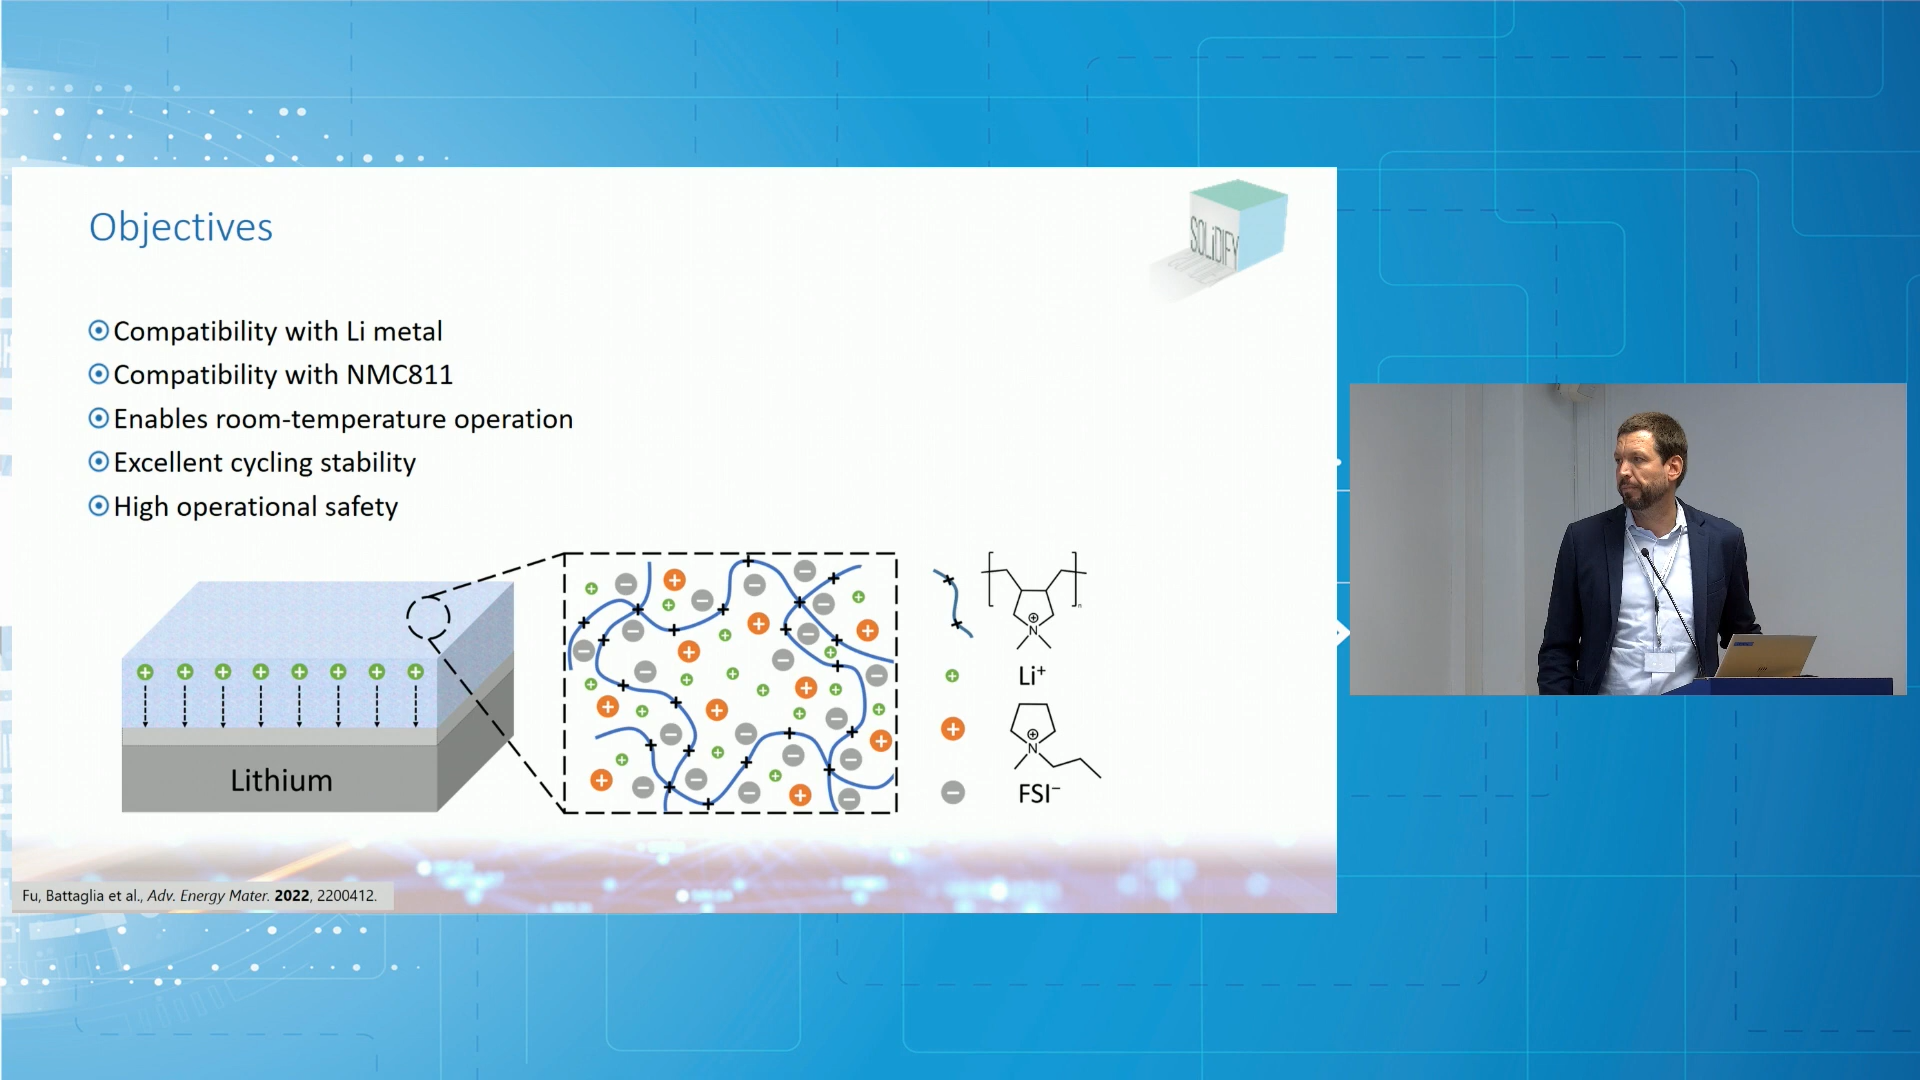 Objectives
SOLiDIFY
Compatibility with Li metal
Compatibility with NMC811
Enables room-temperature operation
Excellent cycling stability
High operational safety
Lithium
[ ]n
N
Li⁺
N
FSI⁻
Fu, Battaglia et al., Adv. Energy Mater. 2022, 2200412.